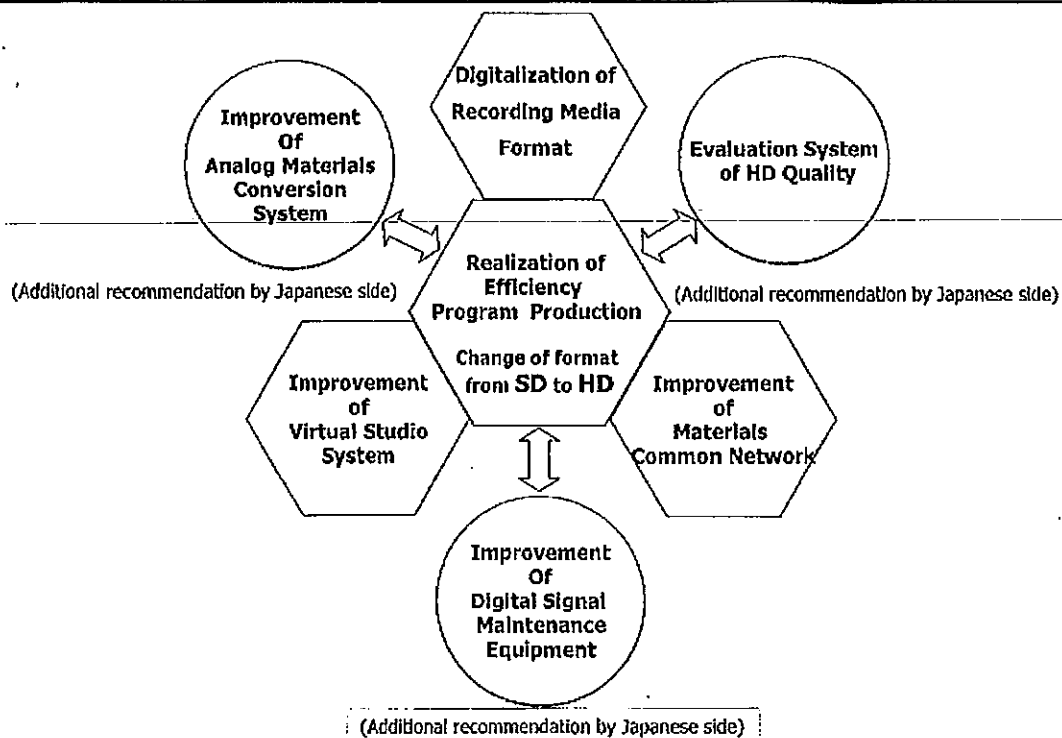 Digitalization of
Recording Media
Format
Improvement
Of
Analog Materials
Conversion
System
Evaluation System
of HD Quality
(Additional recommendation by Japanese side)
(Additional recommendation by Japanese side)
Realization of
Efficiency
Program Production
Change of format
from SD to HD
Improvement
of
Virtual Studio
System
Improvement
of
Materials
Common Network
Improvement
Of
Digital Signal
Maintenance
Equipment
(Additional recommendation by Japanese side)